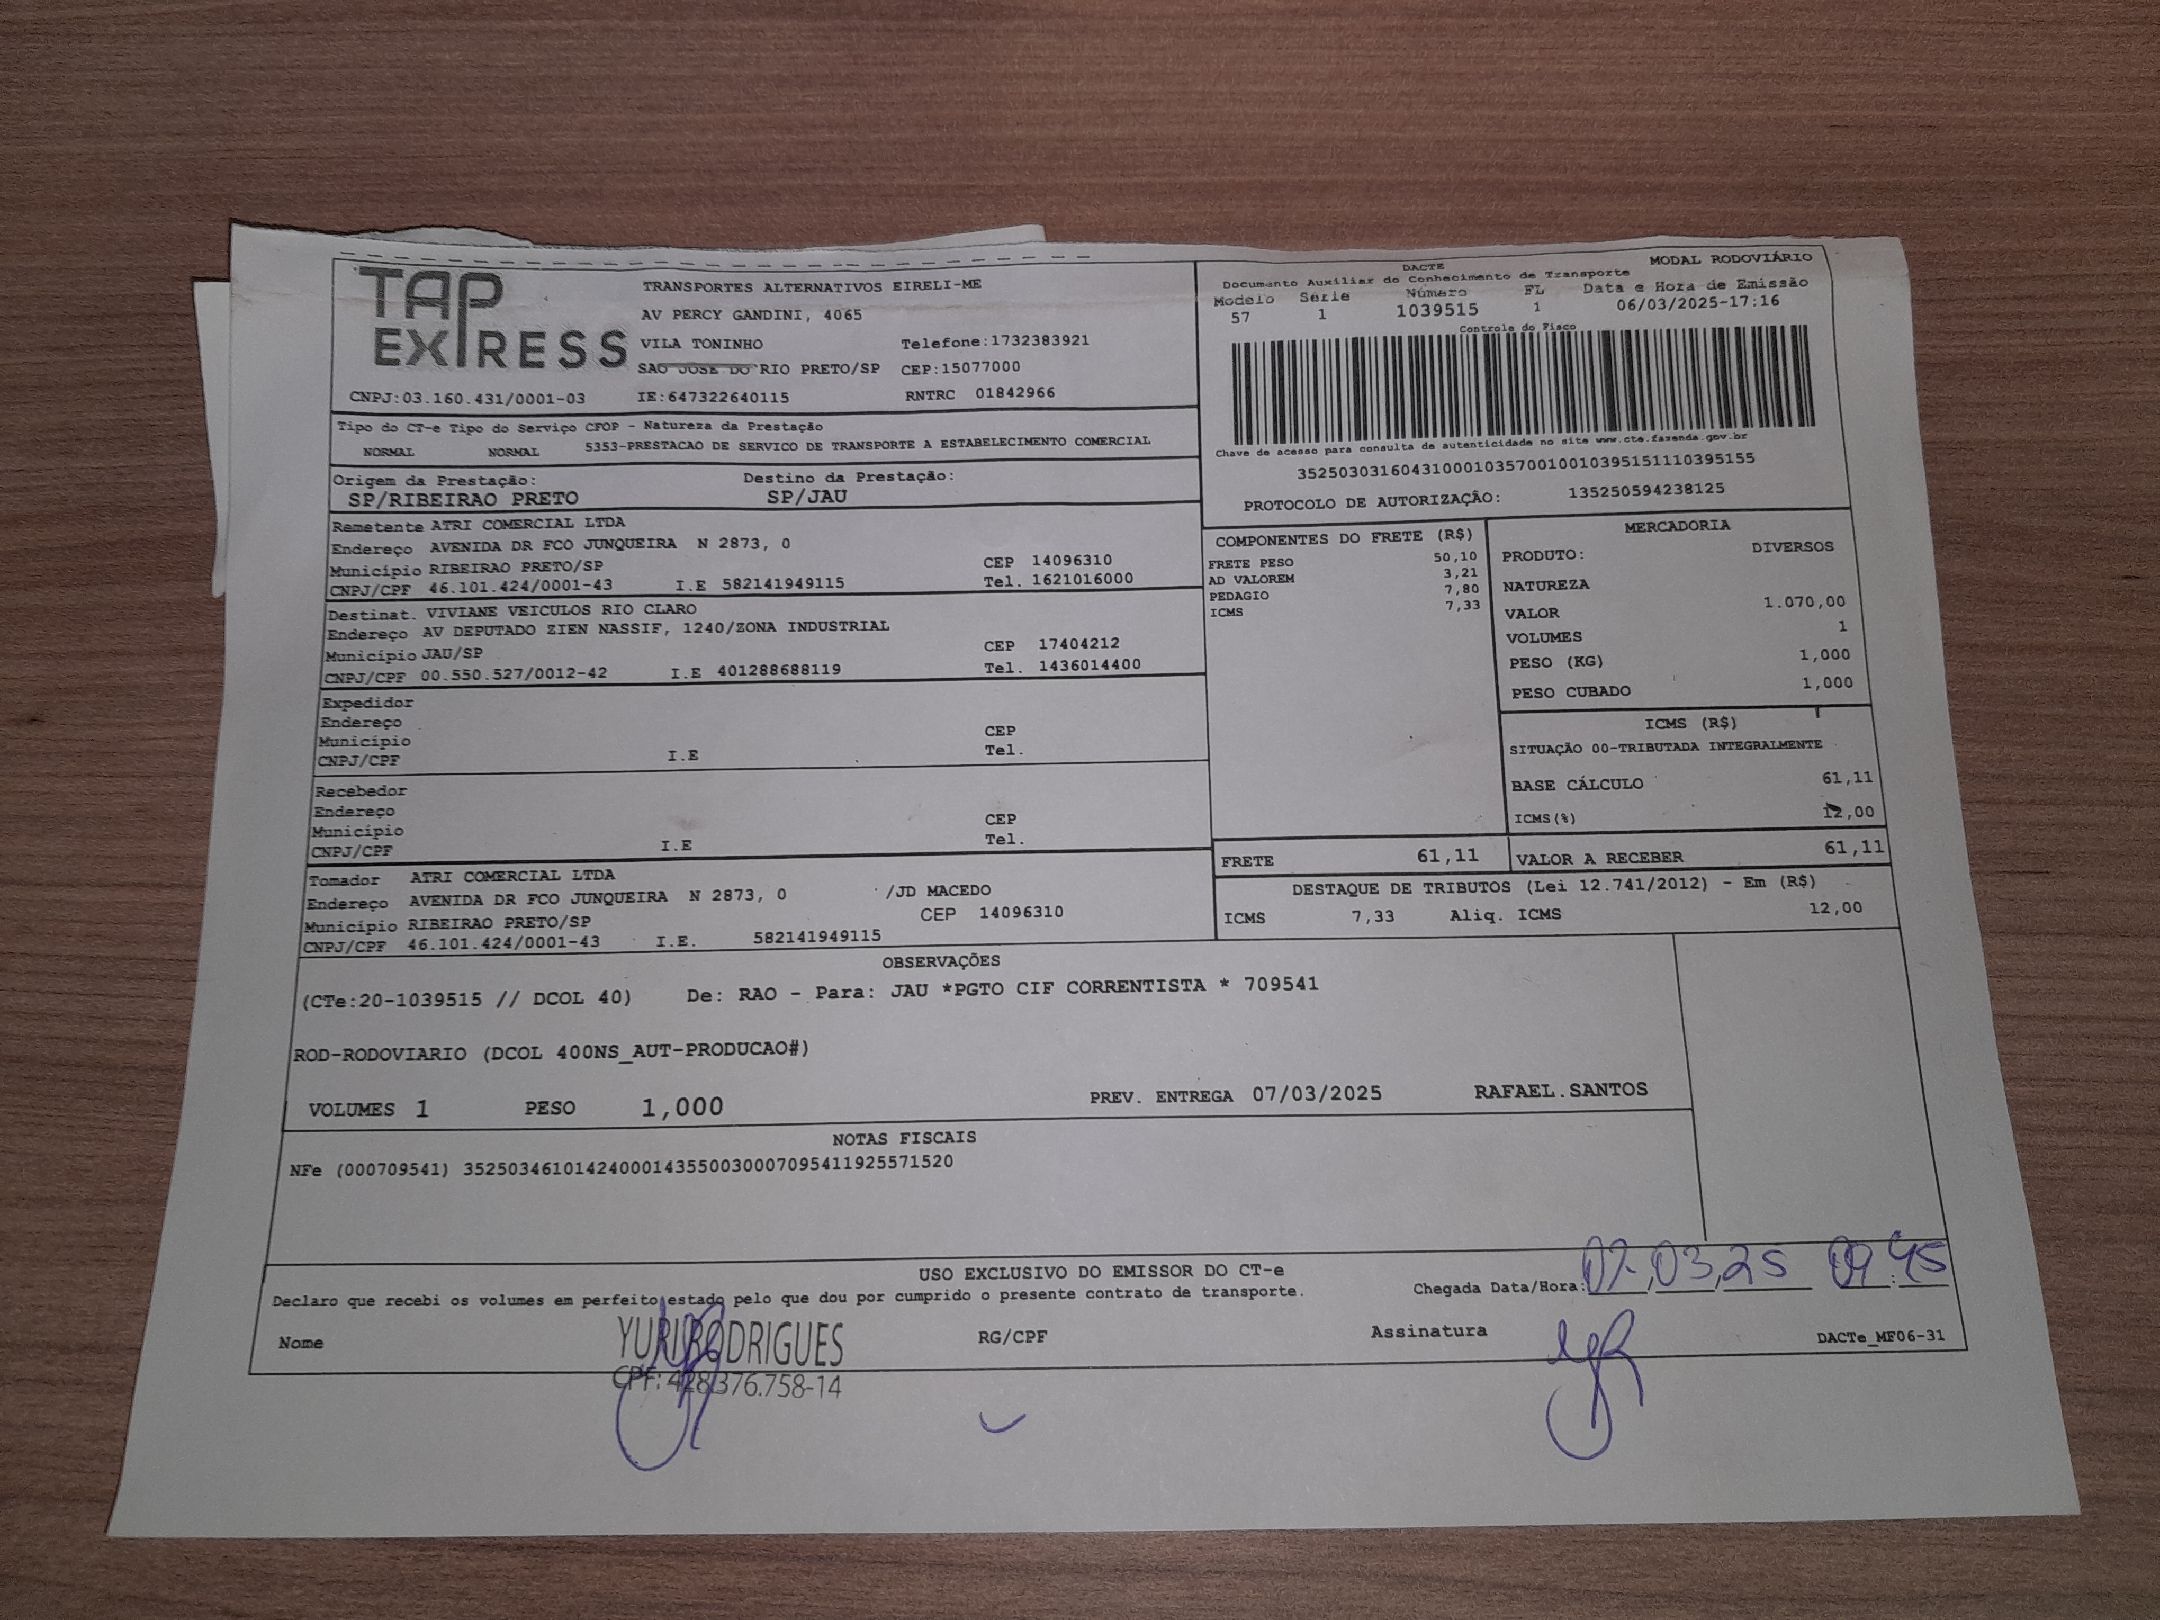 TAP EXPRESS
TRANSPORTES ALTERNATIVOS EIRELI-ME
AV PERCY GANDINI, 4065
VILA TONINHO Telefone:1732383921
SAO JOSE DO RIO PRETO/SP CEP:15077000
CNPJ:03.160.431/0001-03 IE:647322640115 RNTRC 01842966
DACTE MODAL RODOVIÁRIO
Documento Auxiliar do Conhecimento de Transporte
Modelo Serie Número FL Data e Hora de Emissão
57 1 1039515 1 06/03/2025-17:16
Controle do Fisco
Chave de acesso para consulta de autenticidade no site www.cte.fazenda.gov.br
35250303160431000103570010010395151110395155
PROTOCOLO DE AUTORIZAÇÃO: 135250594238125
Tipo do CT-e Tipo do Serviço CFOP - Natureza da Prestação
NORMAL NORMAL 5353-PRESTACAO DE SERVICO DE TRANSPORTE A ESTABELECIMENTO COMERCIAL
Origem da Prestação: Destino da Prestação:
SP/RIBEIRAO PRETO SP/JAU
Remetente ATRI COMERCIAL LTDA
Endereço AVENIDA DR FCO JUNQUEIRA N 2873, 0
Município RIBEIRAO PRETO/SP CEP 14096310
CNPJ/CPF 46.101.424/0001-43 I.E 582141949115 Tel. 1621016000
Destinat. VIVIANE VEICULOS RIO CLARO
Endereço AV DEPUTADO ZIEN NASSIF, 1240/ZONA INDUSTRIAL
Município JAU/SP CEP 17404212
CNPJ/CPF 00.550.527/0012-42 I.E 401288688119 Tel. 1436014400
Expedidor
Endereço
Município CEP
CNPJ/CPF I.E Tel.
Recebedor
Endereço
Município CEP
CNPJ/CPF I.E Tel.
Tomador ATRI COMERCIAL LTDA
Endereço AVENIDA DR FCO JUNQUEIRA N 2873, 0 /JD MACEDO
Município RIBEIRAO PRETO/SP CEP 14096310
CNPJ/CPF 46.101.424/0001-43 I.E. 582141949115
COMPONENTES DO FRETE (R$)
FRETE PESO 50,10
AD VALOREM 3,21
PEDAGIO 7,80
ICMS 7,33
MERCADORIA
PRODUTO: DIVERSOS
NATUREZA
VALOR 1.070,00
VOLUMES 1
PESO (KG) 1,000
PESO CUBADO 1,000
ICMS (R$)
SITUAÇÃO 00-TRIBUTADA INTEGRALMENTE
BASE CÁLCULO 61,11
ICMS(%) 12,00
FRETE 61,11 VALOR A RECEBER 61,11
DESTAQUE DE TRIBUTOS (Lei 12.741/2012) - Em (R$)
ICMS 7,33 Aliq. ICMS 12,00
OBSERVAÇÕES
(CTe:20-1039515 // DCOL 40) De: RAO - Para: JAU *PGTO CIF CORRENTISTA * 709541
ROD-RODOVIARIO (DCOL 400NS_AUT-PRODUCAO#)
VOLUMES 1 PESO 1,000 PREV. ENTREGA 07/03/2025 RAFAEL.SANTOS
NOTAS FISCAIS
NFe (000709541) 35250346101424000143550030007095411925571520
USO EXCLUSIVO DO EMISSOR DO CT-e
Declaro que recebi os volumes em perfeito estado pelo que dou por cumprido o presente contrato de transporte.
Chegada Data/Hora: 07,03,25 09:45
Nome YURI RODRIGUES RG/CPF Assinatura DACTe_MF06-31
CPF: 428.376.758-14